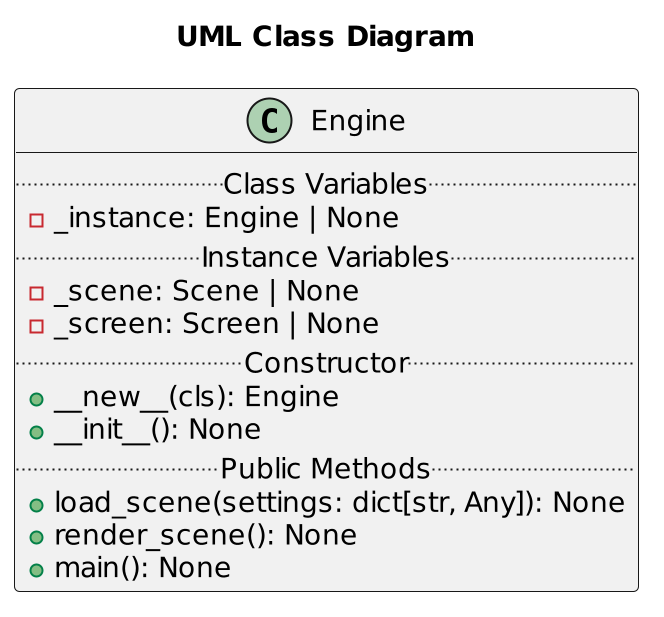 UML Class Diagram
C Engine
Class Variables
_instance: Engine | None
Instance Variables
_scene: Scene | None
_screen: Screen | None
Constructor
__new__(cls): Engine
__init__(): None
Public Methods
load_scene(settings: dict[str, Any]): None
render_scene(): None
main(): None